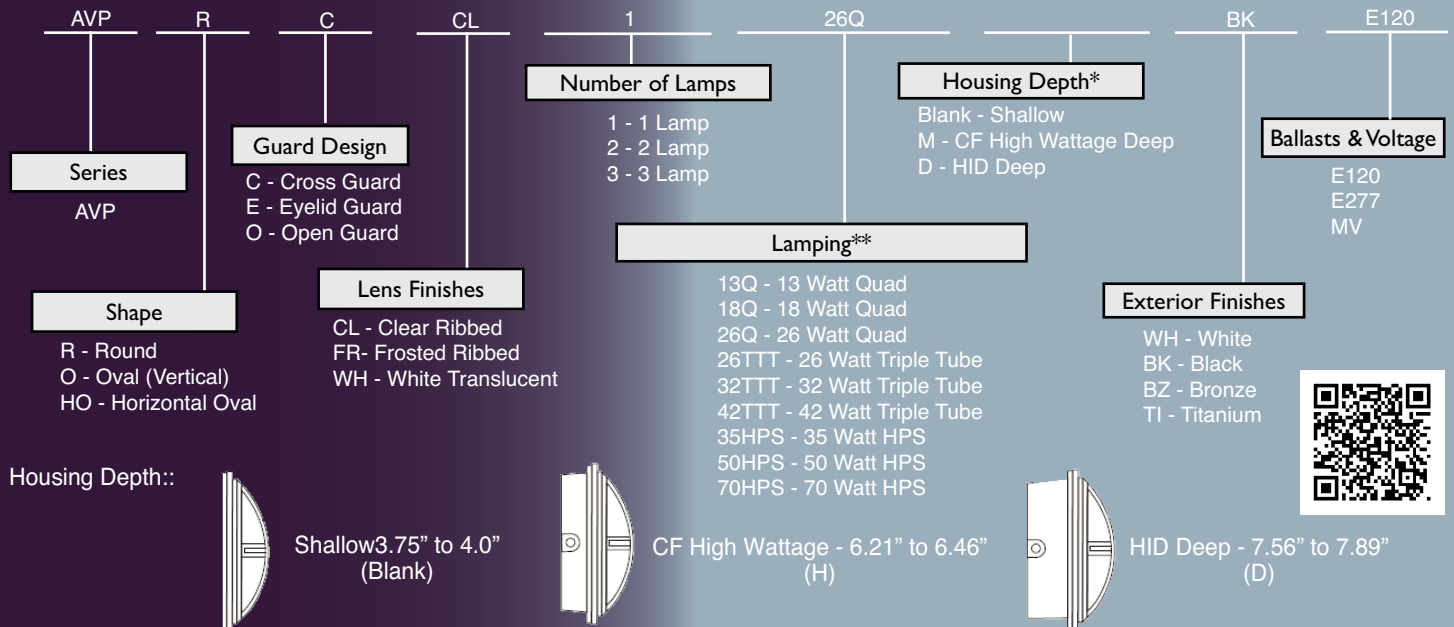 AVP R C CL 1 26Q BK E120
Number of Lamps
1 - 1 Lamp
2 - 2 Lamp
3 - 3 Lamp
Housing Depth*
Blank - Shallow
M - CF High Wattage Deep
D - HID Deep
Ballasts & Voltage
E120
E277
MV
Guard Design
C - Cross Guard
E - Eyelid Guard
O - Open Guard
Series
AVP
Lamping**
13Q - 13 Watt Quad
18Q - 18 Watt Quad
26Q - 26 Watt Quad
26TTT - 26 Watt Triple Tube
32TTT - 32 Watt Triple Tube
42TTT - 42 Watt Triple Tube
35HPS - 35 Watt HPS
50HPS - 50 Watt HPS
70HPS - 70 Watt HPS
Lens Finishes
CL - Clear Ribbed
FR- Frosted Ribbed
WH - White Translucent
Exterior Finishes
WH - White
BK - Black
BZ - Bronze
TI - Titanium
Shape
R - Round
O - Oval (Vertical)
HO - Horizontal Oval
Housing Depth::
Shallow3.75” to 4.0”
(Blank)
CF High Wattage - 6.21” to 6.46”
(H)
HID Deep - 7.56” to 7.89”
(D)